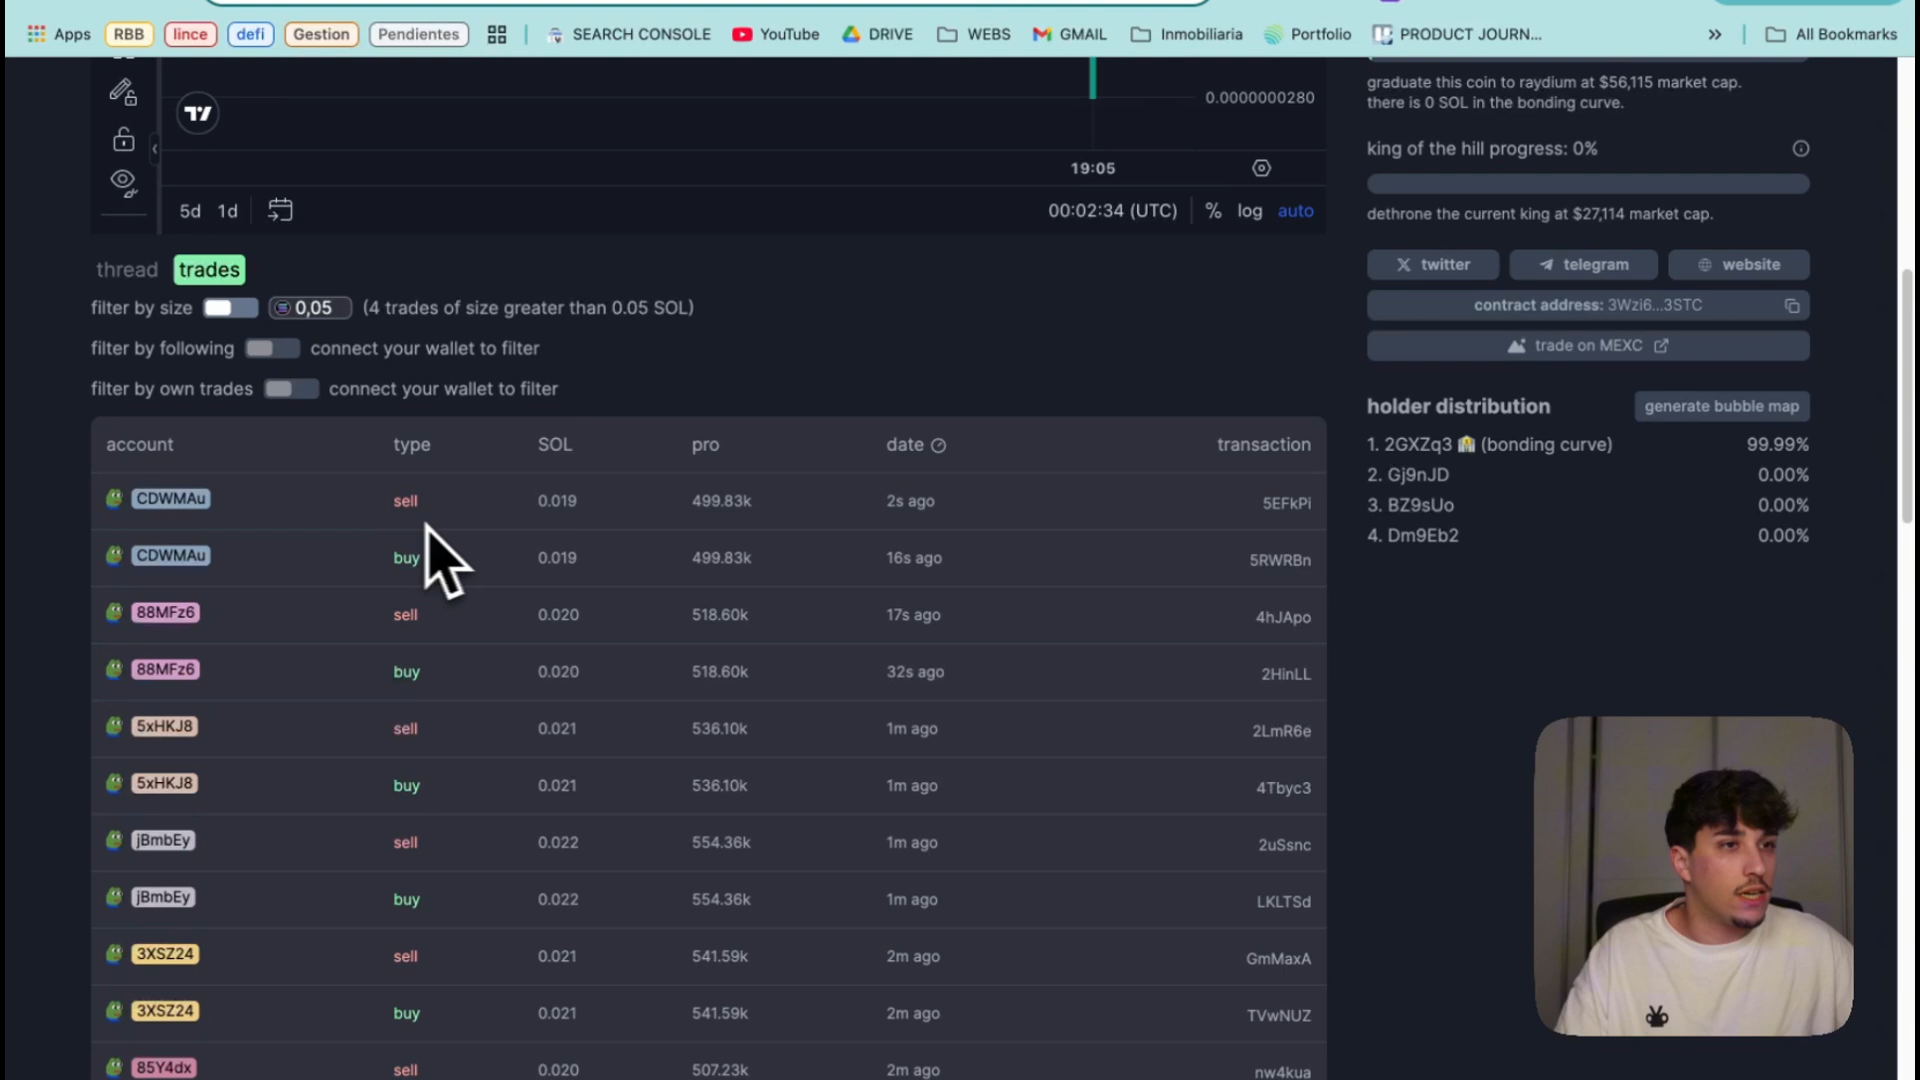 Apps RBB lince defi Gestion Pendientes SEARCH CONSOLE YouTube DRIVE WEBS GMAIL Inmobiliaria Portfolio PRODUCT JOURN... » All Bookmarks
0.0000000280
19:05
5d 1d 00:02:34 (UTC) % log auto
thread trades
filter by size 0,05 (4 trades of size greater than 0.05 SOL)
filter by following connect your wallet to filter
filter by own trades connect your wallet to filter
account type SOL pro date transaction
CDWMAu sell 0.019 499.83k 2s ago 5EFkPi
CDWMAu buy 0.019 499.83k 16s ago 5RWRBn
88MFz6 sell 0.020 518.60k 17s ago 4hJApo
88MFz6 buy 0.020 518.60k 32s ago 2HinLL
5xHKJ8 sell 0.021 536.10k 1m ago 2LmR6e
5xHKJ8 buy 0.021 536.10k 1m ago 4Tbyc3
jBmbEy sell 0.022 554.36k 1m ago 2uSsnc
jBmbEy buy 0.022 554.36k 1m ago LKLTSd
3XSZ24 sell 0.021 541.59k 2m ago GmMaxA
3XSZ24 buy 0.021 541.59k 2m ago TVwNUZ
85Y4dx sell 0.020 507.23k 2m ago nw4kua
graduate this coin to raydium at $56,115 market cap.
there is 0 SOL in the bonding curve.
king of the hill progress: 0%
dethrone the current king at $27,114 market cap.
twitter telegram website
contract address: 3Wzi6...3STC
trade on MEXC
holder distribution generate bubble map
1. 2GXZq3 🏦 (bonding curve) 99.99%
2. Gj9nJD 0.00%
3. BZ9sUo 0.00%
4. Dm9Eb2 0.00%